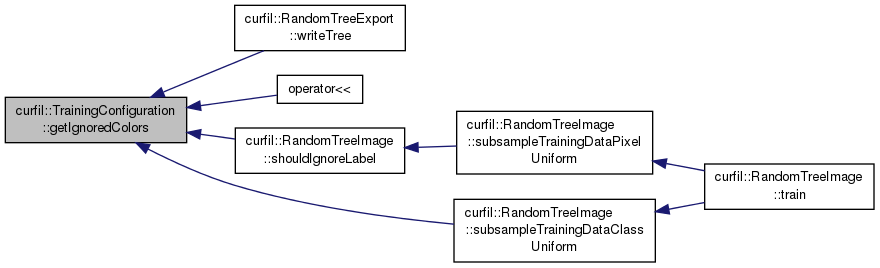 curfil::RandomTreeExport
::writeTree
operator<<
curfil::TrainingConfiguration
::getIgnoredColors
curfil::RandomTreeImage
::shouldIgnoreLabel
curfil::RandomTreeImage
::subsampleTrainingDataPixel
Uniform
curfil::RandomTreeImage
::train
curfil::RandomTreeImage
::subsampleTrainingDataClass
Uniform